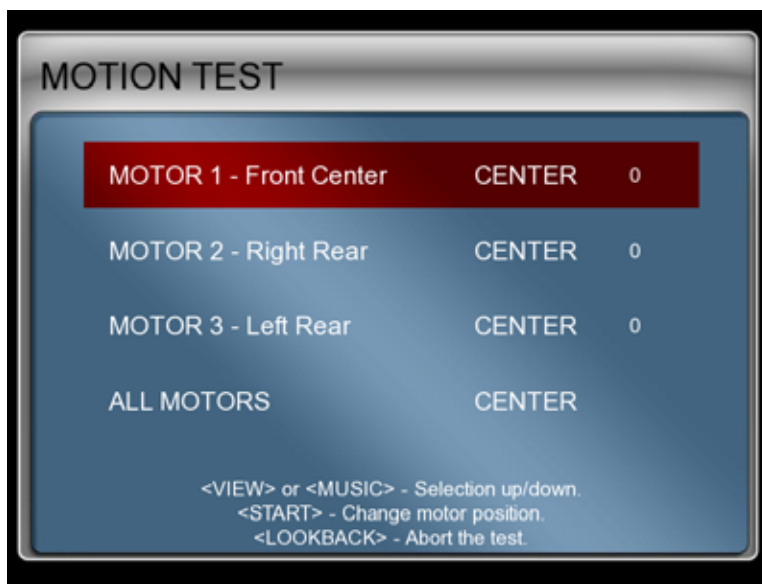 MOTION TEST
MOTOR 1 - Front Center CENTER 0
MOTOR 2 - Right Rear CENTER 0
MOTOR 3 - Left Rear CENTER 0
ALL MOTORS CENTER
<VIEW> or <MUSIC> - Selection up/down.
<START> - Change motor position.
<LOOKBACK> - Abort the test.